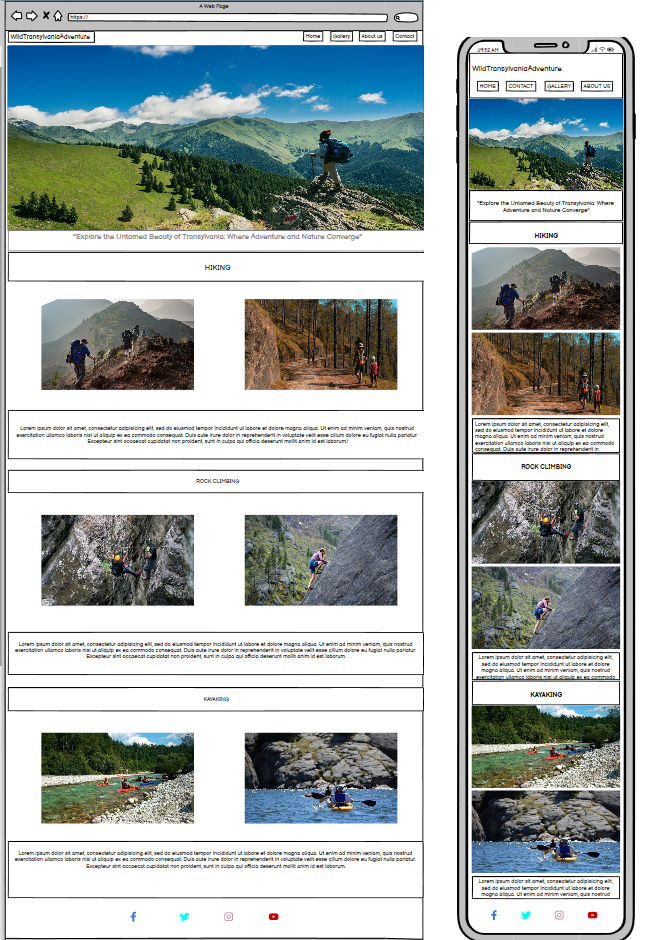 A Web Page
https://
WildTransylvaniaAdventure
Home Gallery About us Contact
"Explore the Untamed Beauty of Transylvania: Where Adventure and Nature Converge"
HIKING
Lorem ipsum dolor sit amet, consectetur adipisicing elit, sed do eiusmod tempor incididunt ut labore et dolore magna aliqua. Ut enim ad minim veniam, quis nostrud
exercitation ullamco laboris nisi ut aliquip ex ea commodo consequat. Duis aute irure dolor in reprehenderit in voluptate velit esse cillum dolore eu fugiat nulla pariatur.
Excepteur sint occaecat cupidatat non proident, sunt in culpa qui officia deserunt mollit anim id est laborum!
ROCK CLIMBING
Lorem ipsum dolor sit amet, consectetur adipisicing elit, sed do eiusmod tempor incididunt ut labore et dolore magna aliqua. Ut enim ad minim veniam, quis nostrud
exercitation ullamco laboris nisi ut aliquip ex ea commodo consequat. Duis aute irure dolor in reprehenderit in voluptate velit esse cillum dolore eu fugiat nulla pariatur.
Excepteur sint occaecat cupidatat non proident, sunt in culpa qui officia deserunt mollit anim id est laborum.
KAYAKING
Lorem ipsum dolor sit amet, consectetur adipisicing elit, sed do eiusmod tempor incididunt ut labore et dolore magna aliqua. Ut enim ad minim veniam, quis nostrud
exercitation ullamco laboris nisi ut aliquip ex ea commodo consequat. Duis aute irure dolor in reprehenderit in voluptate velit esse cillum dolore eu fugiat nulla pariatur.
Excepteur sint occaecat cupidatat non proident, sunt in culpa qui officia deserunt mollit anim id est laborum.
09:52 AM
WildTransylvaniaAdventure
HOME CONTACT GALLERY ABOUT US
"Explore the Untamed Beauty of Transylvania: Where
Adventure and Nature Converge"
HIKING
Lorem ipsum dolor sit amet, consectetur adipisicing elit,
sed do eiusmod tempor incididunt ut labore et dolore
magna aliqua. Ut enim ad minim veniam, quis nostrud
exercitation ullamco laboris nisi ut aliquip ex ea commodo
consequat. Duis aute irure dolor in reprehenderit in
ROCK CLIMBING
Lorem ipsum dolor sit amet, consectetur adipisicing elit,
sed do eiusmod tempor incididunt ut labore et dolore
magna aliqua. Ut enim ad minim veniam, quis nostrud
exercitation ullamco laboris nisi ut aliquip ex ea commodo
KAYAKING
Lorem ipsum dolor sit amet, consectetur adipisicing elit,
sed do eiusmod tempor incididunt ut labore et dolore
magna aliqua. Ut enim ad minim veniam, quis nostrud